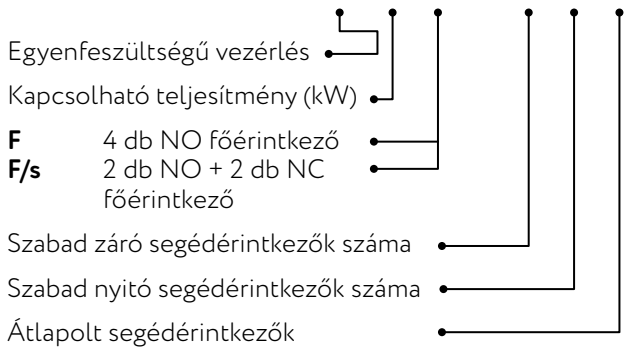 Egyenfeszültségű vezérlés
Kapcsolható teljesítmény (kW)
F 4 db NO főérintkező
F/s 2 db NO + 2 db NC
főérintkező
Szabad záró segédérintkezők száma
Szabad nyitó segédérintkezők száma
Átlapolt segédérintkezők